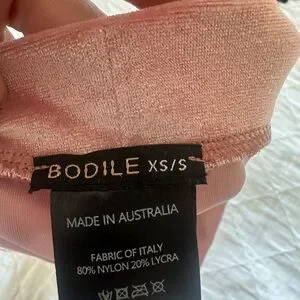 BODILE XS/S
MADE IN AUSTRALIA
FABRIC OF ITALY
80% NYLON 20% LYCRA